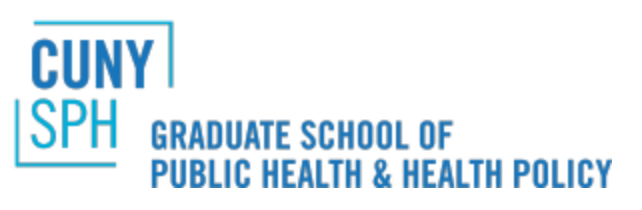 CUNY
SPH
GRADUATE SCHOOL OF
PUBLIC HEALTH & HEALTH POLICY